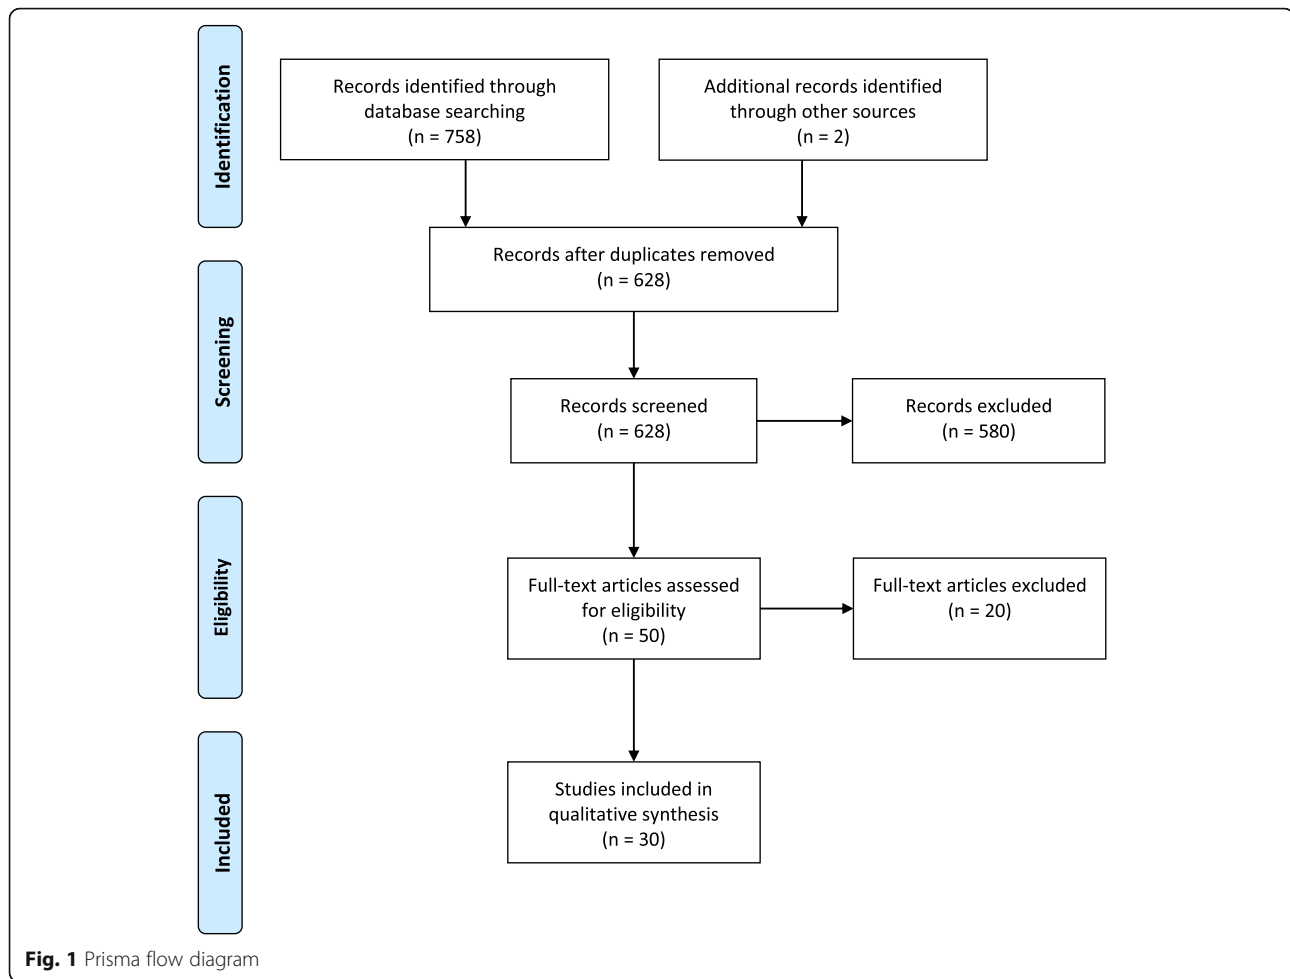 Identification
Records identified through
database searching
(n = 758)
Additional records identified
through other sources
(n = 2)
Records after duplicates removed
(n = 628)
Screening
Records screened
(n = 628)
Records excluded
(n = 580)
Eligibility
Full-text articles assessed
for eligibility
(n = 50)
Full-text articles excluded
(n = 20)
Included
Studies included in
qualitative synthesis
(n = 30)
Fig. 1 Prisma flow diagram